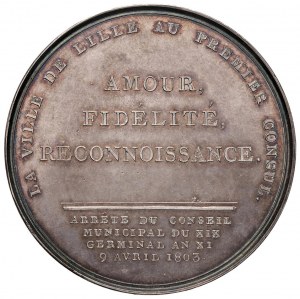 LA VILLE DE LILLE AU PREMIER CONSUL.
AMOUR,
FIDÉLITÉ,
RECONNOISSANCE.
ARRÊTÉ DU CONSEIL
MUNICIPAL DU XIX
GERMINAL AN XI
9 AVRIL 1803